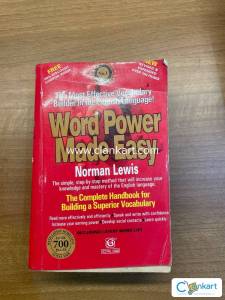 FREE
NEW
The Most Effective Vocabulary
Builder in the English Language!
www.clankart.com
Word Power
Made Easy
Norman Lewis
The simple, step-by-step method that will increase your
knowledge and mastery of the English language.
The Complete Handbook for
Building a Superior Vocabulary
Read more effectively and efficiently Speak and write with confidence
Increase your earning power Develop social contacts Learn quickly
700
G
Clankart